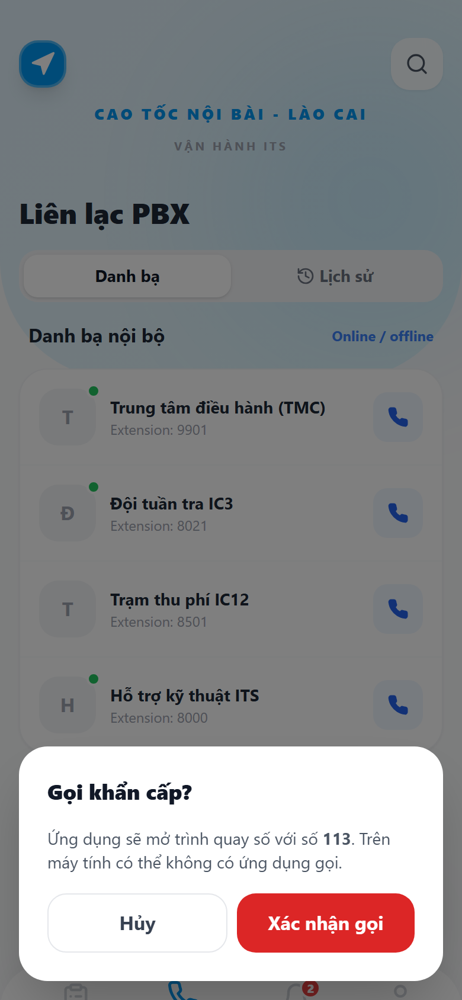 CAO TỐC NỘI BÀI - LÀO CAI
VẬN HÀNH ITS
Liên lạc PBX
Danh bạ
Lịch sử
Danh bạ nội bộ
Online / offline
T
Trung tâm điều hành (TMC)
Extension: 9901
Đ
Đội tuần tra IC3
Extension: 8021
T
Trạm thu phí IC12
Extension: 8501
H
Hỗ trợ kỹ thuật ITS
Extension: 8000
Gọi khẩn cấp?
Ứng dụng sẽ mở trình quay số với số 113. Trên
máy tính có thể không có ứng dụng gọi.
Hủy
Xác nhận gọi
2